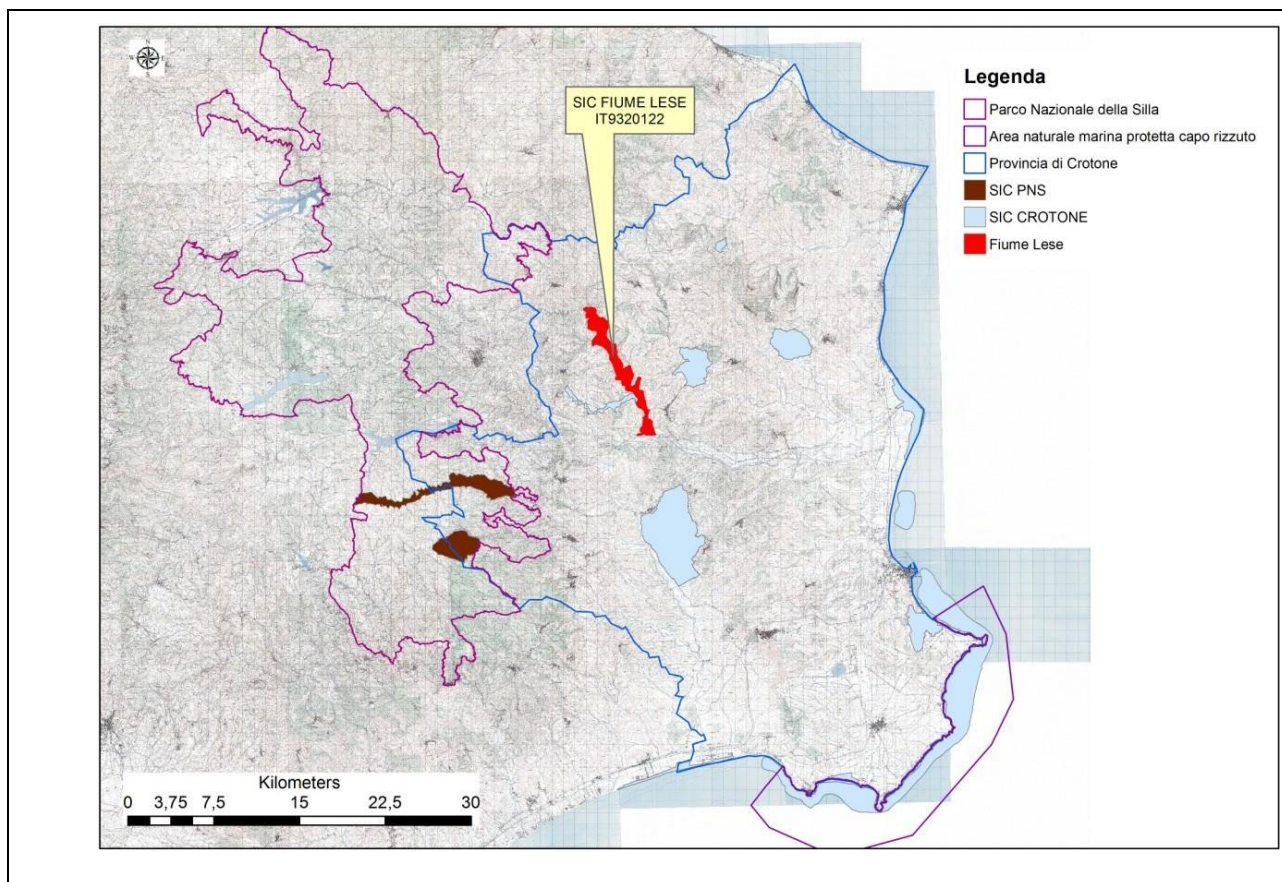 N
W E
S
SIC FIUME LESE
IT9320122
Legenda
Parco Nazionale della Silla
Area naturale marina protetta capo rizzuto
Provincia di Crotone
SIC PNS
SIC CROTONE
Fiume Lese
Kilometers
0 3,75 7,5 15 22,5 30